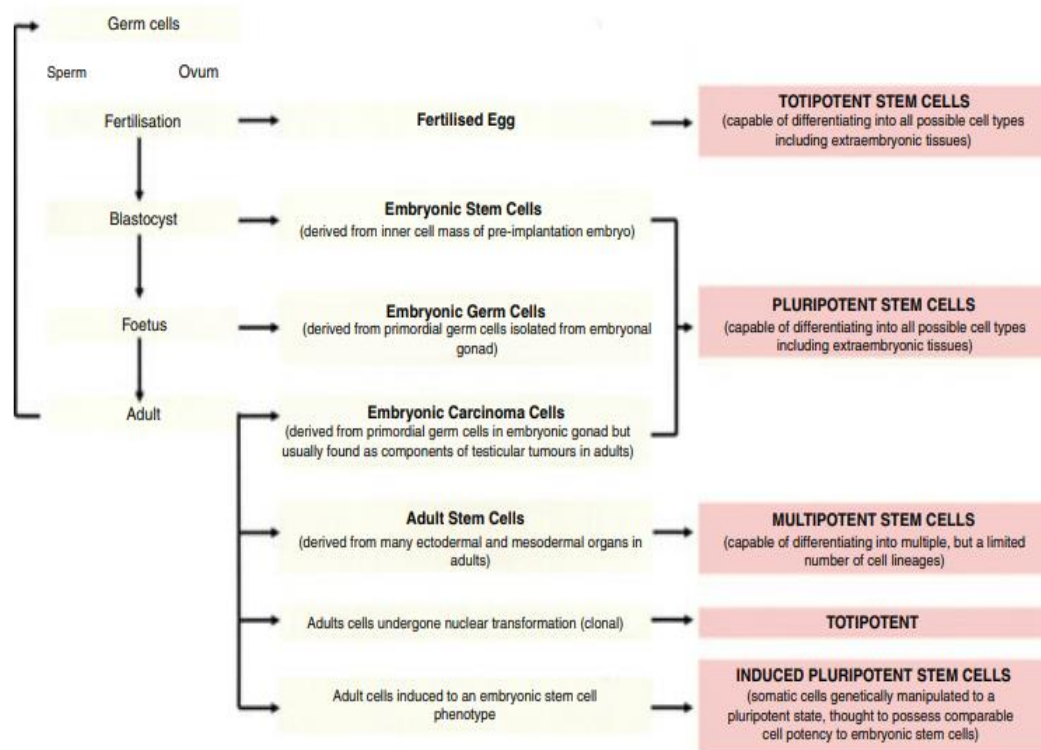 Germ cells
Sperm
Ovum
Fertilisation
Fertilised Egg
TOTIPOTENT STEM CELLS
(capable of differentiating into all possible cell types
including extraembryonic tissues)
Blastocyst
Embryonic Stem Cells
(derived from inner cell mass of pre-implantation embryo)
Foetus
Embryonic Germ Cells
(derived from primordial germ cells isolated from embryonal
gonad)
PLURIPOTENT STEM CELLS
(capable of differentiating into all possible cell types
including extraembryonic tissues)
Adult
Embryonic Carcinoma Cells
(derived from primordial germ cells in embryonic gonad but
usually found as components of testicular tumours in adults)
Adult Stem Cells
(derived from many ectodermal and mesodermal organs in
adults)
MULTIPOTENT STEM CELLS
(capable of differentiating into multiple, but a limited
number of cell lineages)
Adults cells undergone nuclear transformation (clonal)
TOTIPOTENT
Adult cells induced to an embryonic stem cell
phenotype
INDUCED PLURIPOTENT STEM CELLS
(somatic cells genetically manipulated to a
pluripotent state, thought to possess comparable
cell potency to embryonic stem cells)